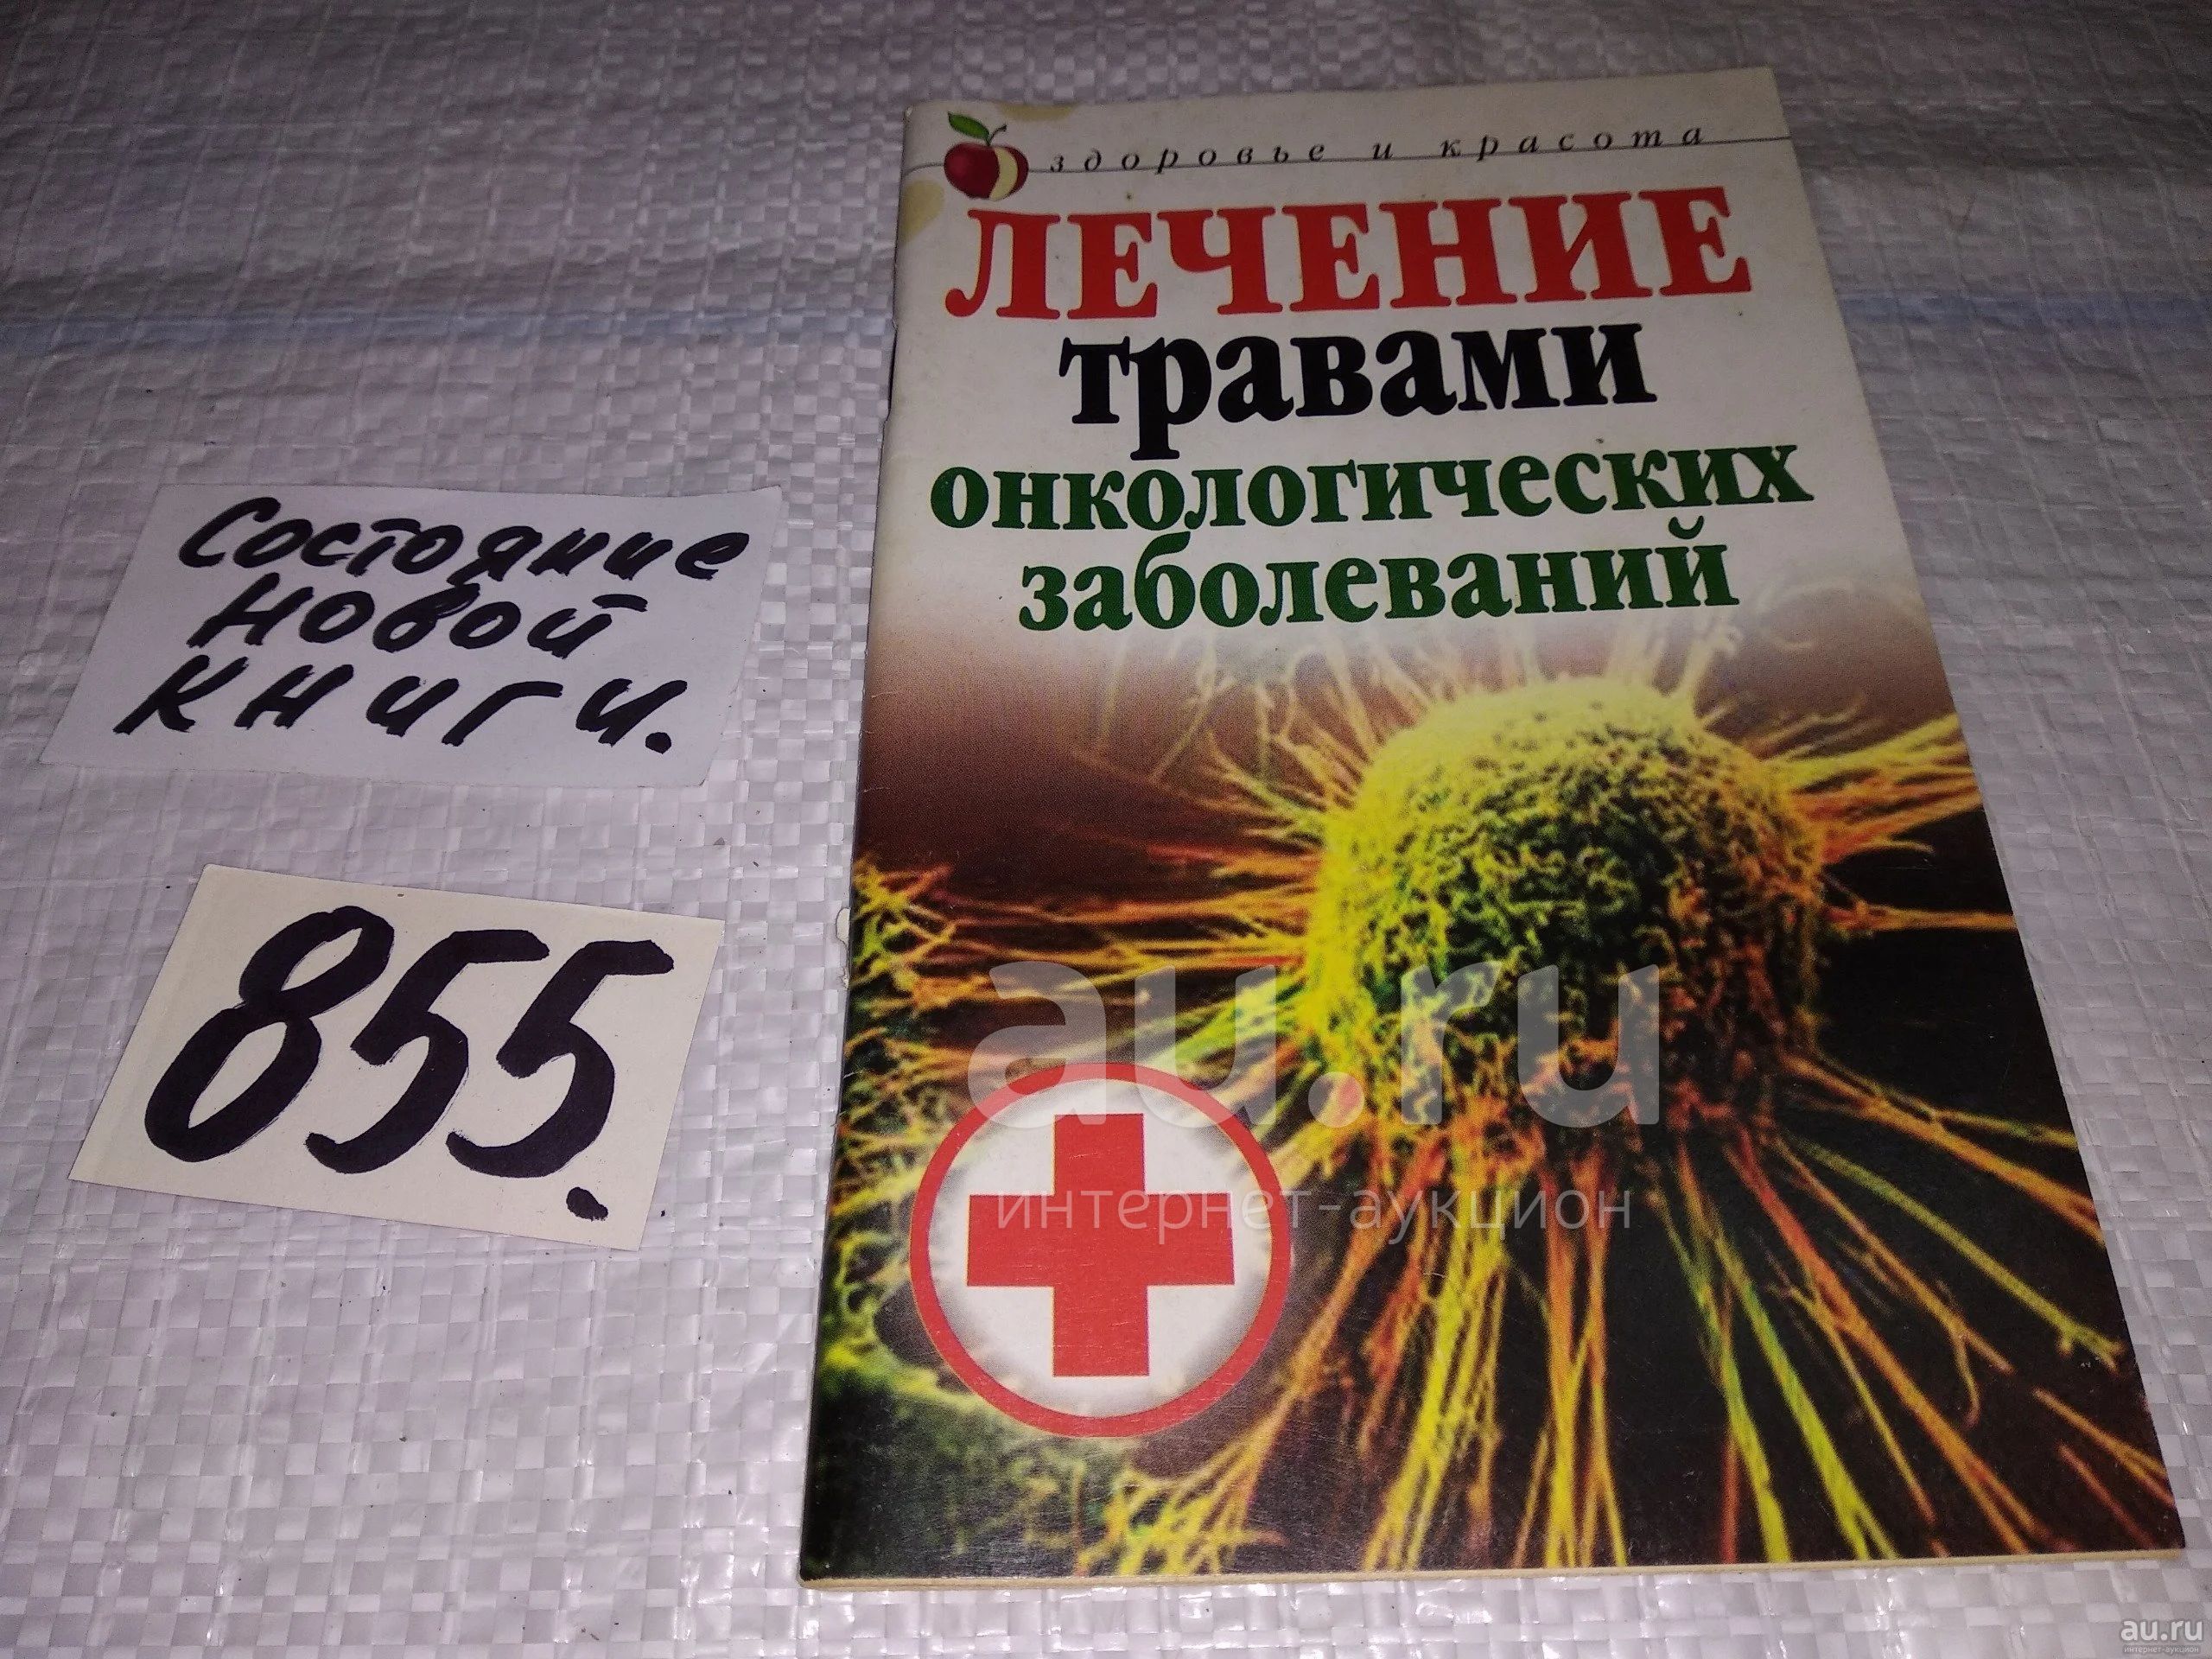 здоровье и красота
ЛЕЧЕНИЕ
травами
онкологических
заболеваний
Состояние
новой
книги.
855.
au.ru
интернет-аукцион
au.ru
интернет-аукцион